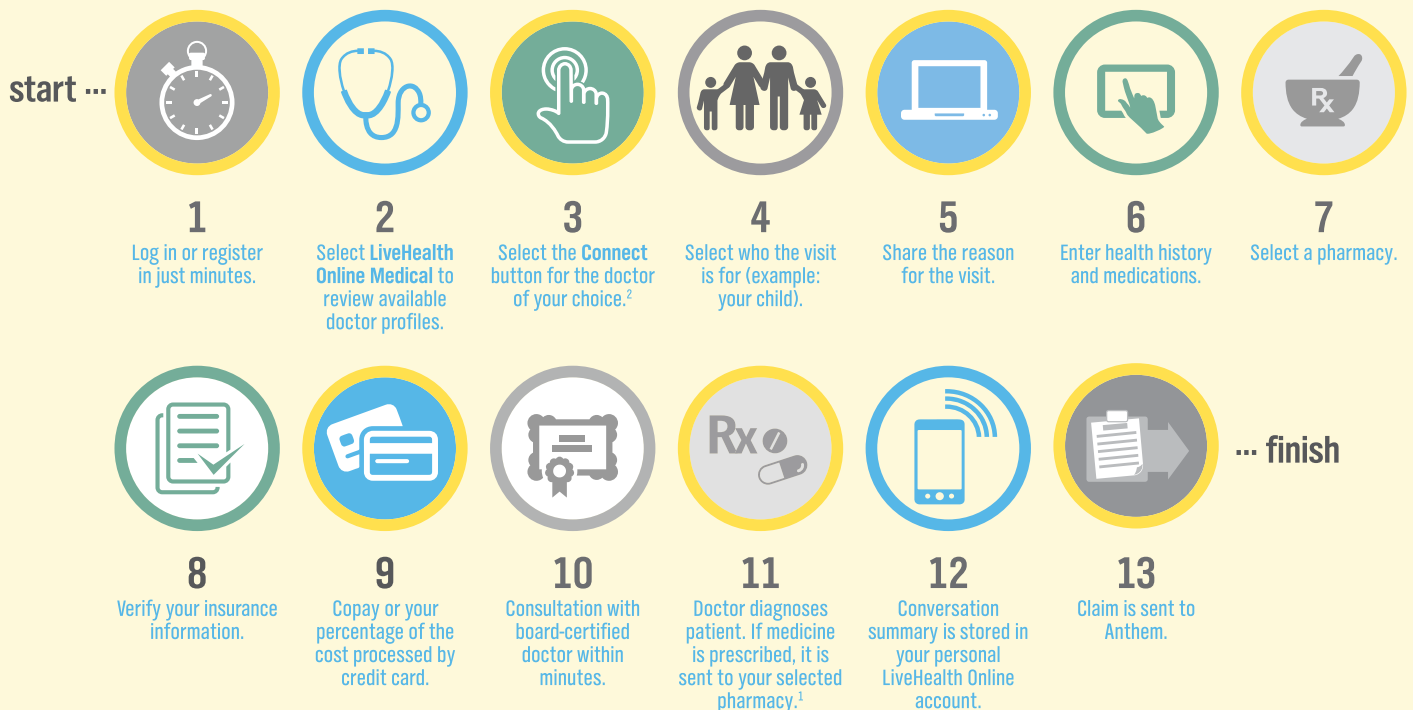 start ...
1
Log in or register
in just minutes.
2
Select LiveHealth
Online Medical to
review available
doctor profiles.
3
Select the Connect
button for the doctor
of your choice.2
4
Select who the visit
is for (example:
your child).
5
Share the reason
for the visit.
6
Enter health history
and medications.
Rx
7
Select a pharmacy.
8
Verify your insurance
information.
9
Copay or your
percentage of the
cost processed by
credit card.
10
Consultation with
board-certified
doctor within
minutes.
Rx
11
Doctor diagnoses
patient. If medicine
is prescribed, it is
sent to your selected
pharmacy.1
12
Conversation
summary is stored in
your personal
LiveHealth Online
account.
13
Claim is sent to
Anthem.
... finish